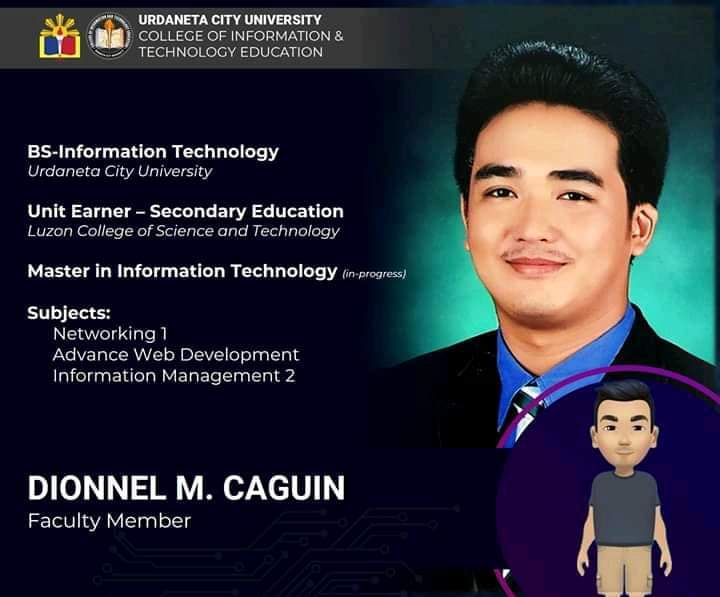 URDANETA CITY UNIVERSITY
COLLEGE OF INFORMATION &
TECHNOLOGY EDUCATION
BS-Information Technology
Urdaneta City University
Unit Earner – Secondary Education
Luzon College of Science and Technology
Master in Information Technology (in-progress)
Subjects:
Networking 1
Advance Web Development
Information Management 2
DIONNEL M. CAGUIN
Faculty Member